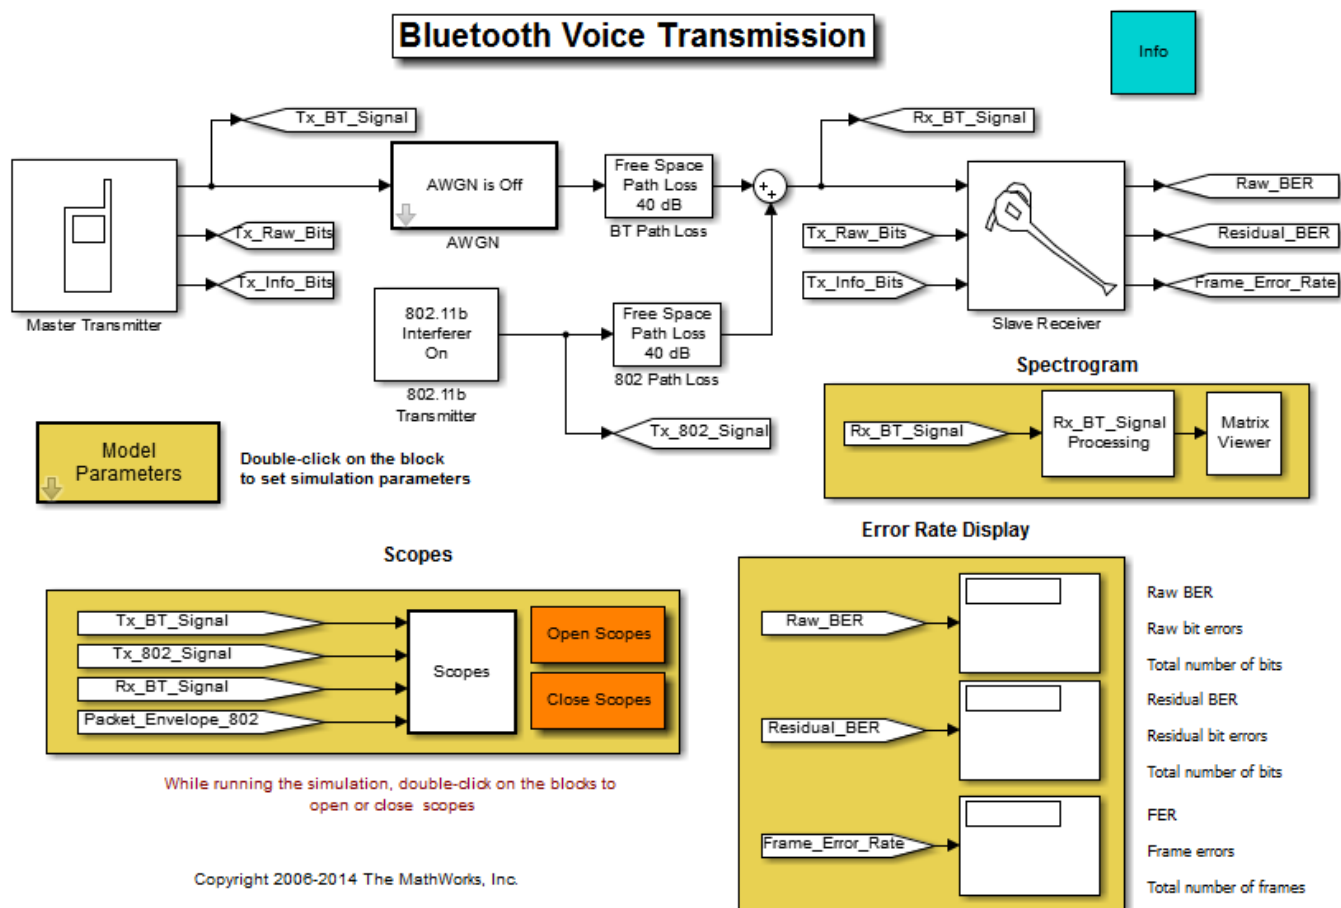 Bluetooth Voice Transmission
Info
Tx_BT_Signal
Rx_BT_Signal
AWGN is Off
AWGN
Free Space
Path Loss
40 dB
BT Path Loss
Tx_Raw_Bits
Tx_Info_Bits
Master Transmitter
Tx_Raw_Bits
Tx_Info_Bits
Raw_BER
Residual_BER
Frame_Error_Rate
Slave Receiver
802.11b
Interferer
On
802.11b
Transmitter
Free Space
Path Loss
40 dB
802 Path Loss
Tx_802_Signal
Spectrogram
Rx_BT_Signal
Rx_BT_Signal
Processing
Matrix
Viewer
Model
Parameters
Double-click on the block
to set simulation parameters
Scopes
Tx_BT_Signal
Tx_802_Signal
Rx_BT_Signal
Packet_Envelope_802
Scopes
Open Scopes
Close Scopes
While running the simulation, double-click on the blocks to
open or close scopes
Error Rate Display
Raw_BER
Raw BER
Raw bit errors
Total number of bits
Residual_BER
Residual BER
Residual bit errors
Total number of bits
Frame_Error_Rate
FER
Frame errors
Total number of frames
Copyright 2006-2014 The MathWorks, Inc.